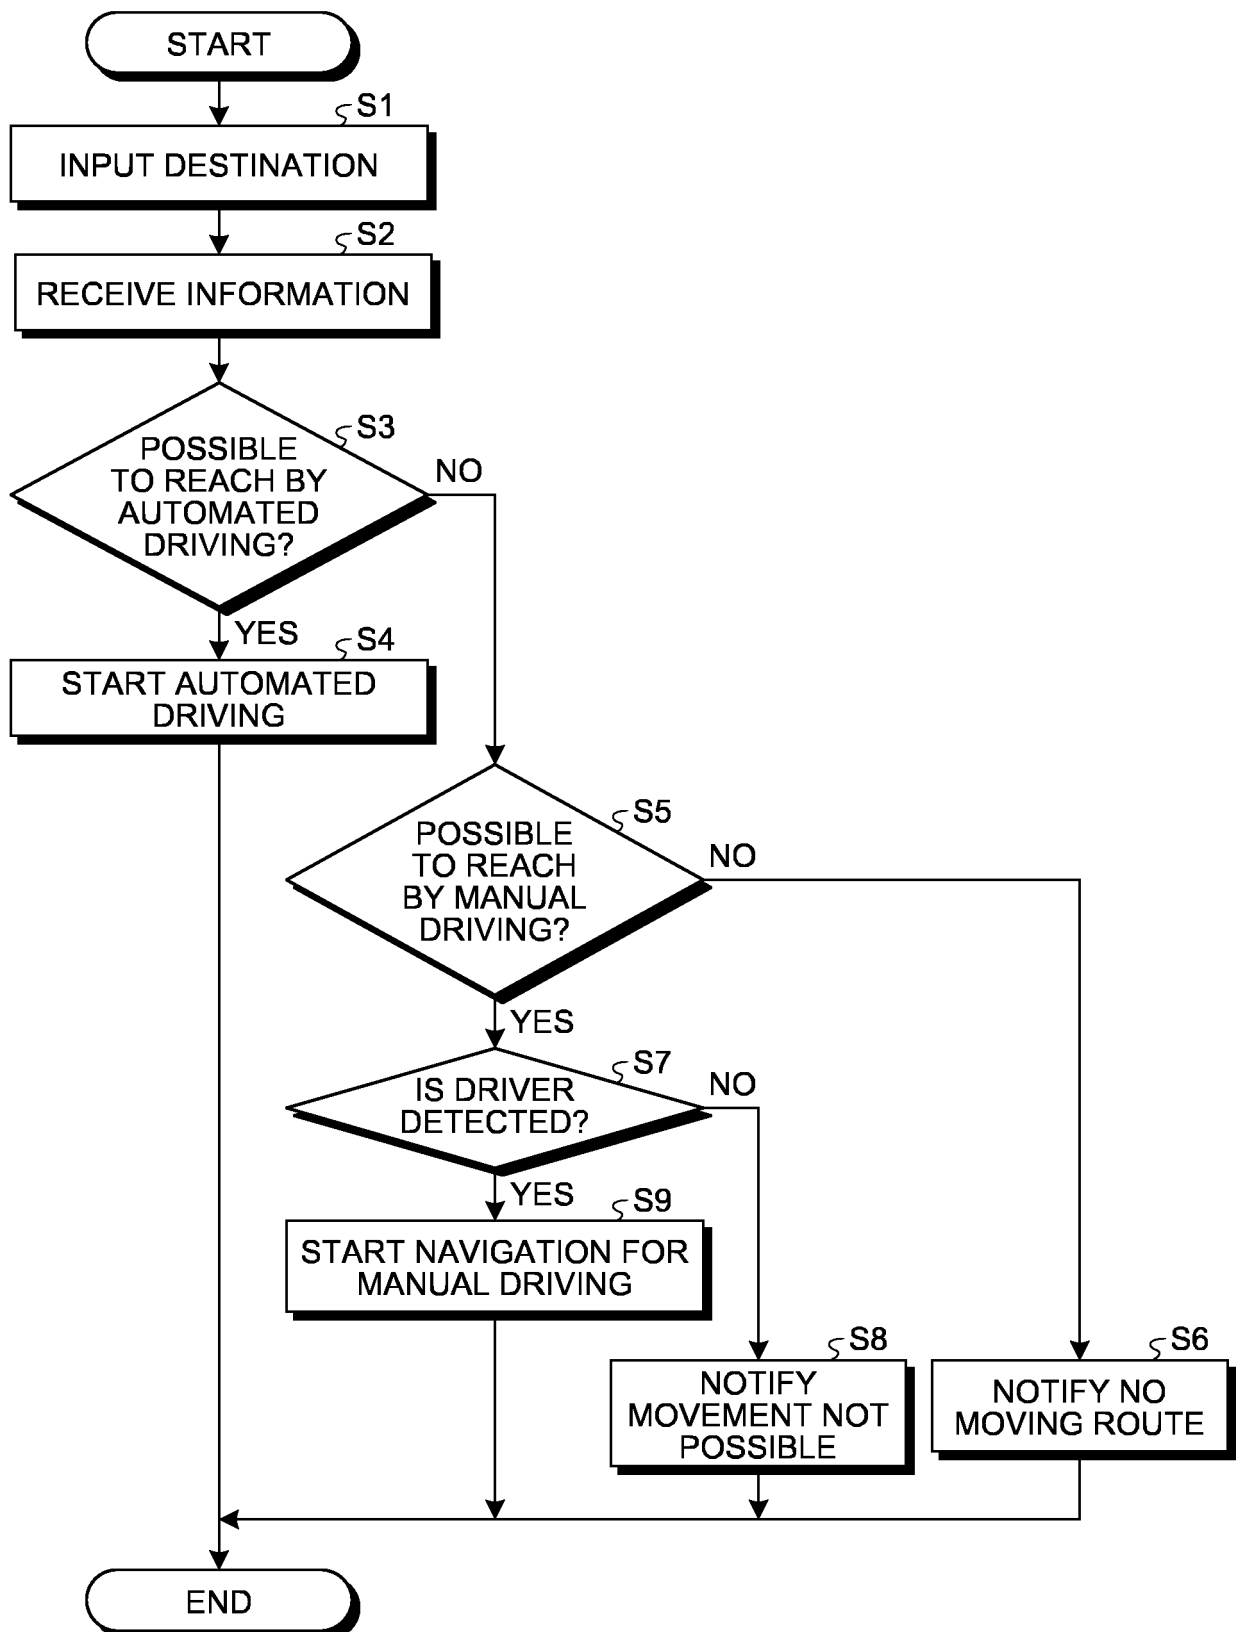 START
S1
INPUT DESTINATION
S2
RECEIVE INFORMATION
S3
POSSIBLE
TO REACH BY
AUTOMATED
DRIVING?
NO
YES
S4
START AUTOMATED
DRIVING
S5
POSSIBLE
TO REACH
BY MANUAL
DRIVING?
NO
YES
S7
IS DRIVER
DETECTED?
NO
YES
S9
START NAVIGATION FOR
MANUAL DRIVING
S8
NOTIFY
MOVEMENT NOT
POSSIBLE
S6
NOTIFY NO
MOVING ROUTE
END